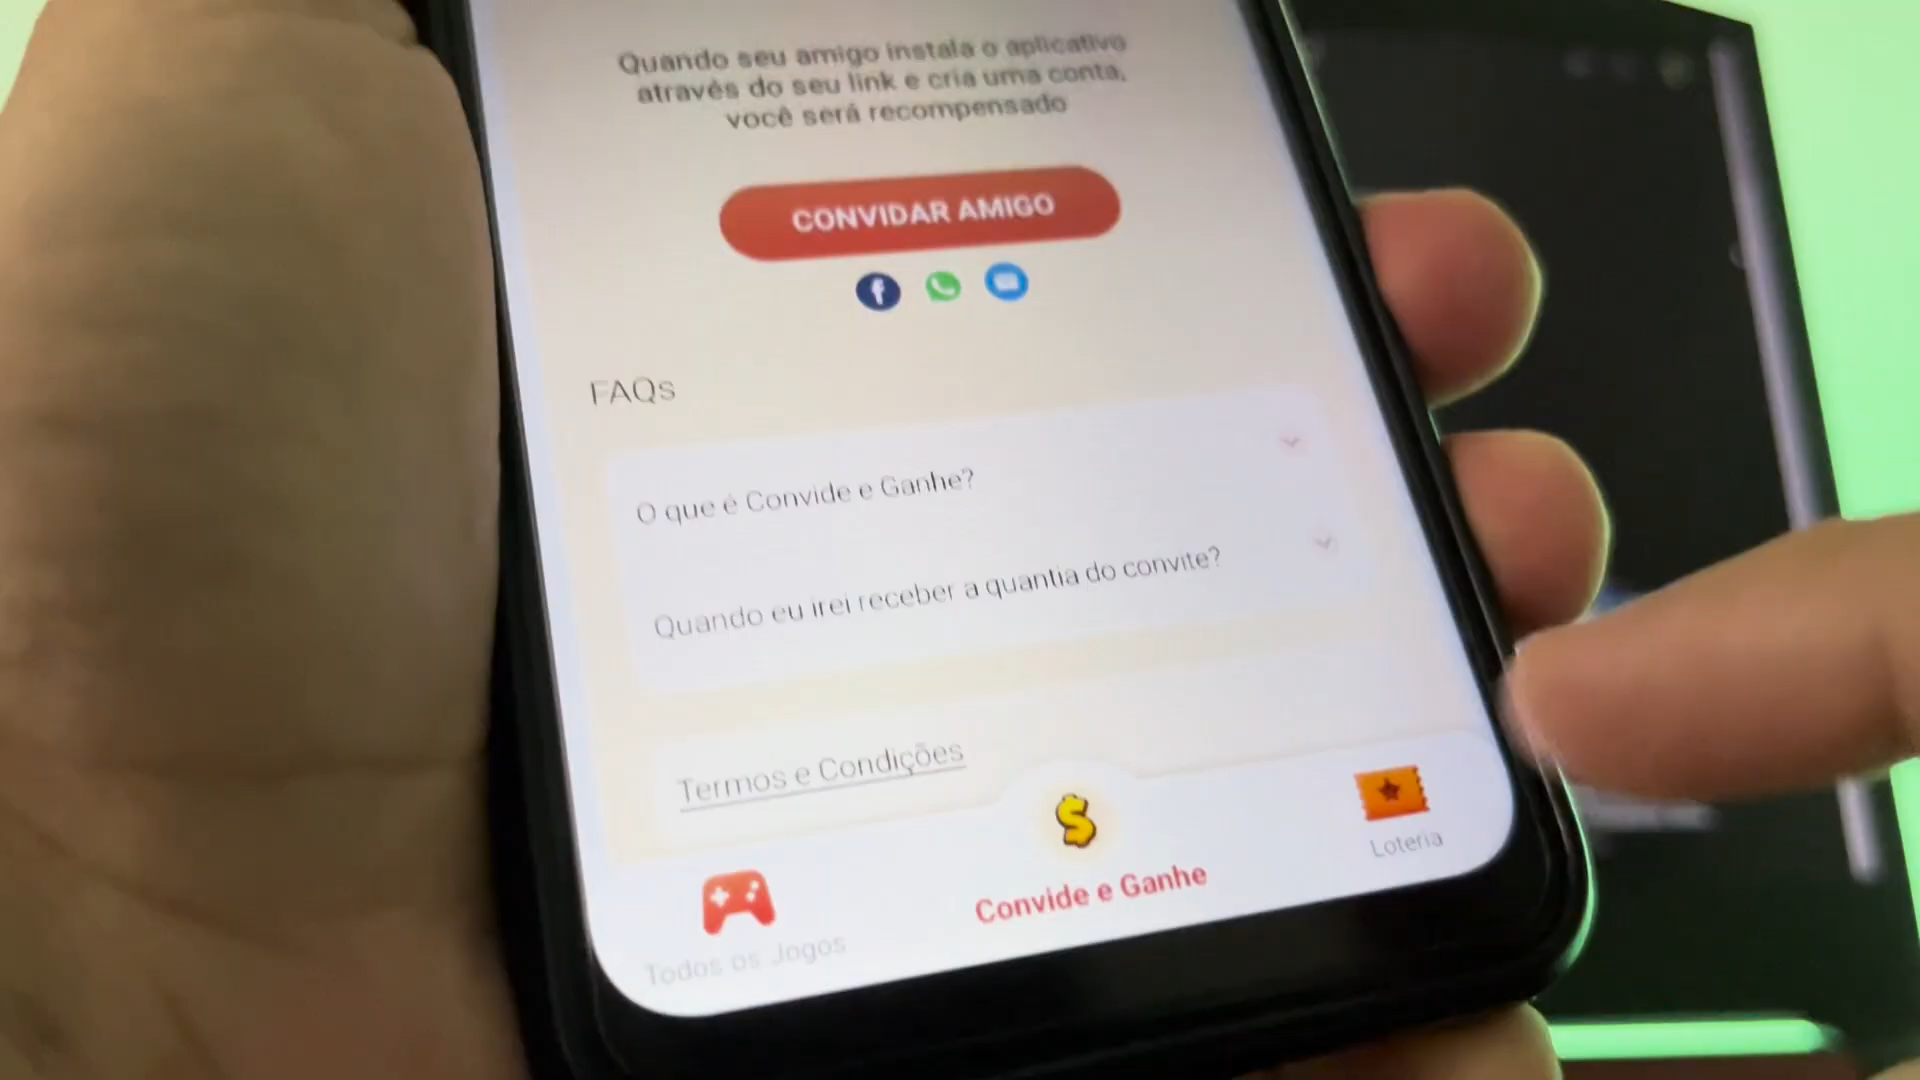 Quando seu amigo instala o aplicativo
através do seu link e cria uma conta,
você será recompensado
CONVIDAR AMIGO
FAQs
O que é Convide e Ganhe?
Quando eu irei receber a quantia do convite?
Termos e Condições
Todos os Jogos
Convide e Ganhe
Loteria